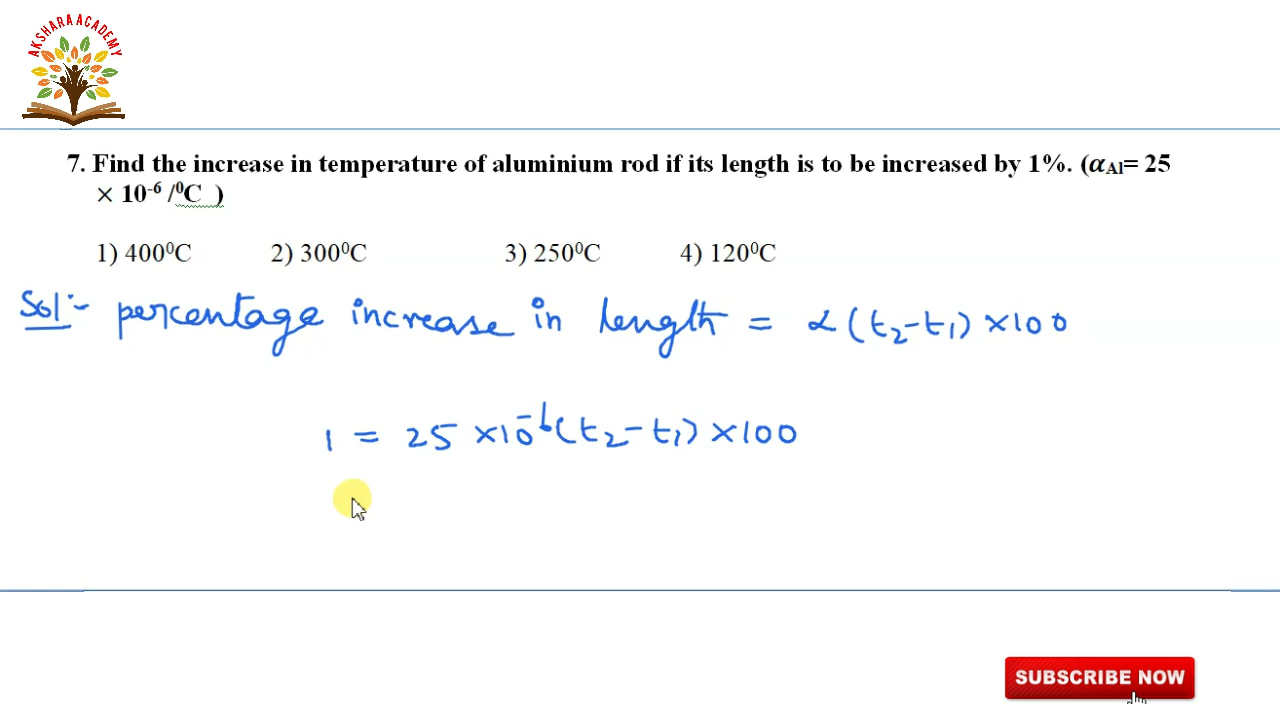 AKSHARA ACADEMY
7. Find the increase in temperature of aluminium rod if its length is to be increased by 1%. (αAl= 25
× 10⁻⁶ /⁰C )
1) 400⁰C 2) 300⁰C 3) 250⁰C 4) 120⁰C
Sol:- percentage increase in length = α (t₂-t₁) ×100
1 = 25 ×10⁻⁶(t₂-t₁) ×100
SUBSCRIBE NOW